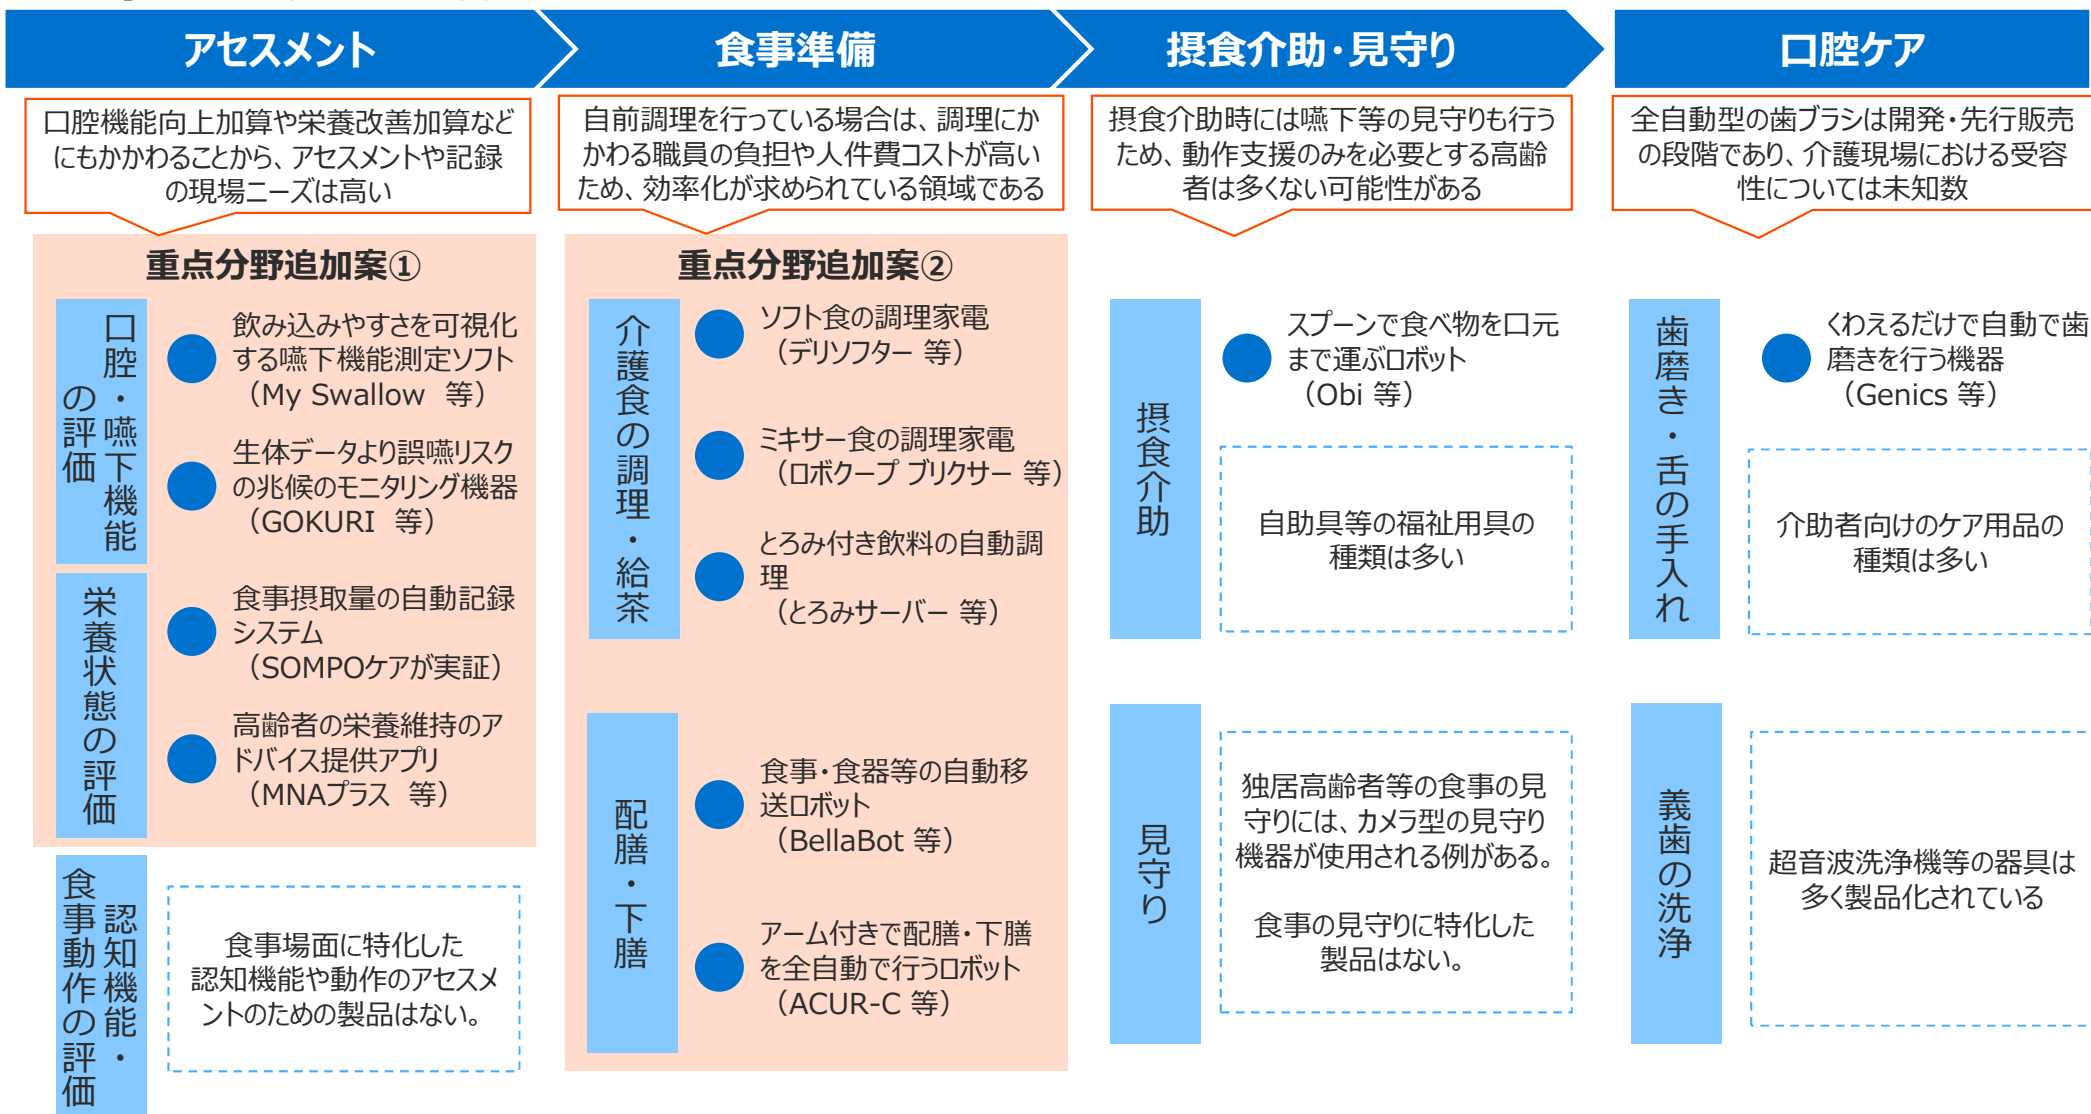 アセスメント
食事準備
摂食介助・見守り
口腔ケア
口腔機能向上加算や栄養改善加算など
にもかかわることから、アセスメントや記録
の現場ニーズは高い
自前調理を行っている場合は、調理にか
かわる職員の負担や人件費コストが高い
ため、効率化が求められている領域である
摂食介助時には嚥下等の見守りも行う
ため、動作支援のみを必要とする高齢
者は多くない可能性がある
全自動型の歯ブラシは開発・先行販売
の段階であり、介護現場における受容
性については未知数
重点分野追加案①
口腔・嚥下機能
の評価
飲み込みやすさを可視化
する嚥下機能測定ソフト
（My Swallow 等）
生体データより誤嚥リスク
の兆候のモニタリング機器
（GOKURI 等）
栄養状態の評価
食事摂取量の自動記録
システム
（SOMPOケアが実証）
高齢者の栄養維持のア
ドバイス提供アプリ
（MNAプラス 等）
認知機能・
食事動作の評価
食事場面に特化した
認知機能や動作のアセスメ
ントのための製品はない。
重点分野追加案②
介護食の調理・給茶
ソフト食の調理家電
（デリソフター 等）
ミキサー食の調理家電
（ロボクープ ブリクサー 等）
とろみ付き飲料の自動調
理
（とろみサーバー 等）
配膳・下膳
食事・食器等の自動移
送ロボット
（BellaBot 等）
アーム付きで配膳・下膳
を全自動で行うロボット
（ACUR-C 等）
摂食介助
スプーンで食べ物を口元
まで運ぶロボット
（Obi 等）
自助具等の福祉用具の
種類は多い
見守り
独居高齢者等の食事の見
守りには、カメラ型の見守り
機器が使用される例がある。
食事の見守りに特化した
製品はない。
歯磨き・舌の手入れ
くわえるだけで自動で歯
磨きを行う機器
（Genics 等）
介助者向けのケア用品の
種類は多い
義歯の洗浄
超音波洗浄機等の器具は
多く製品化されている